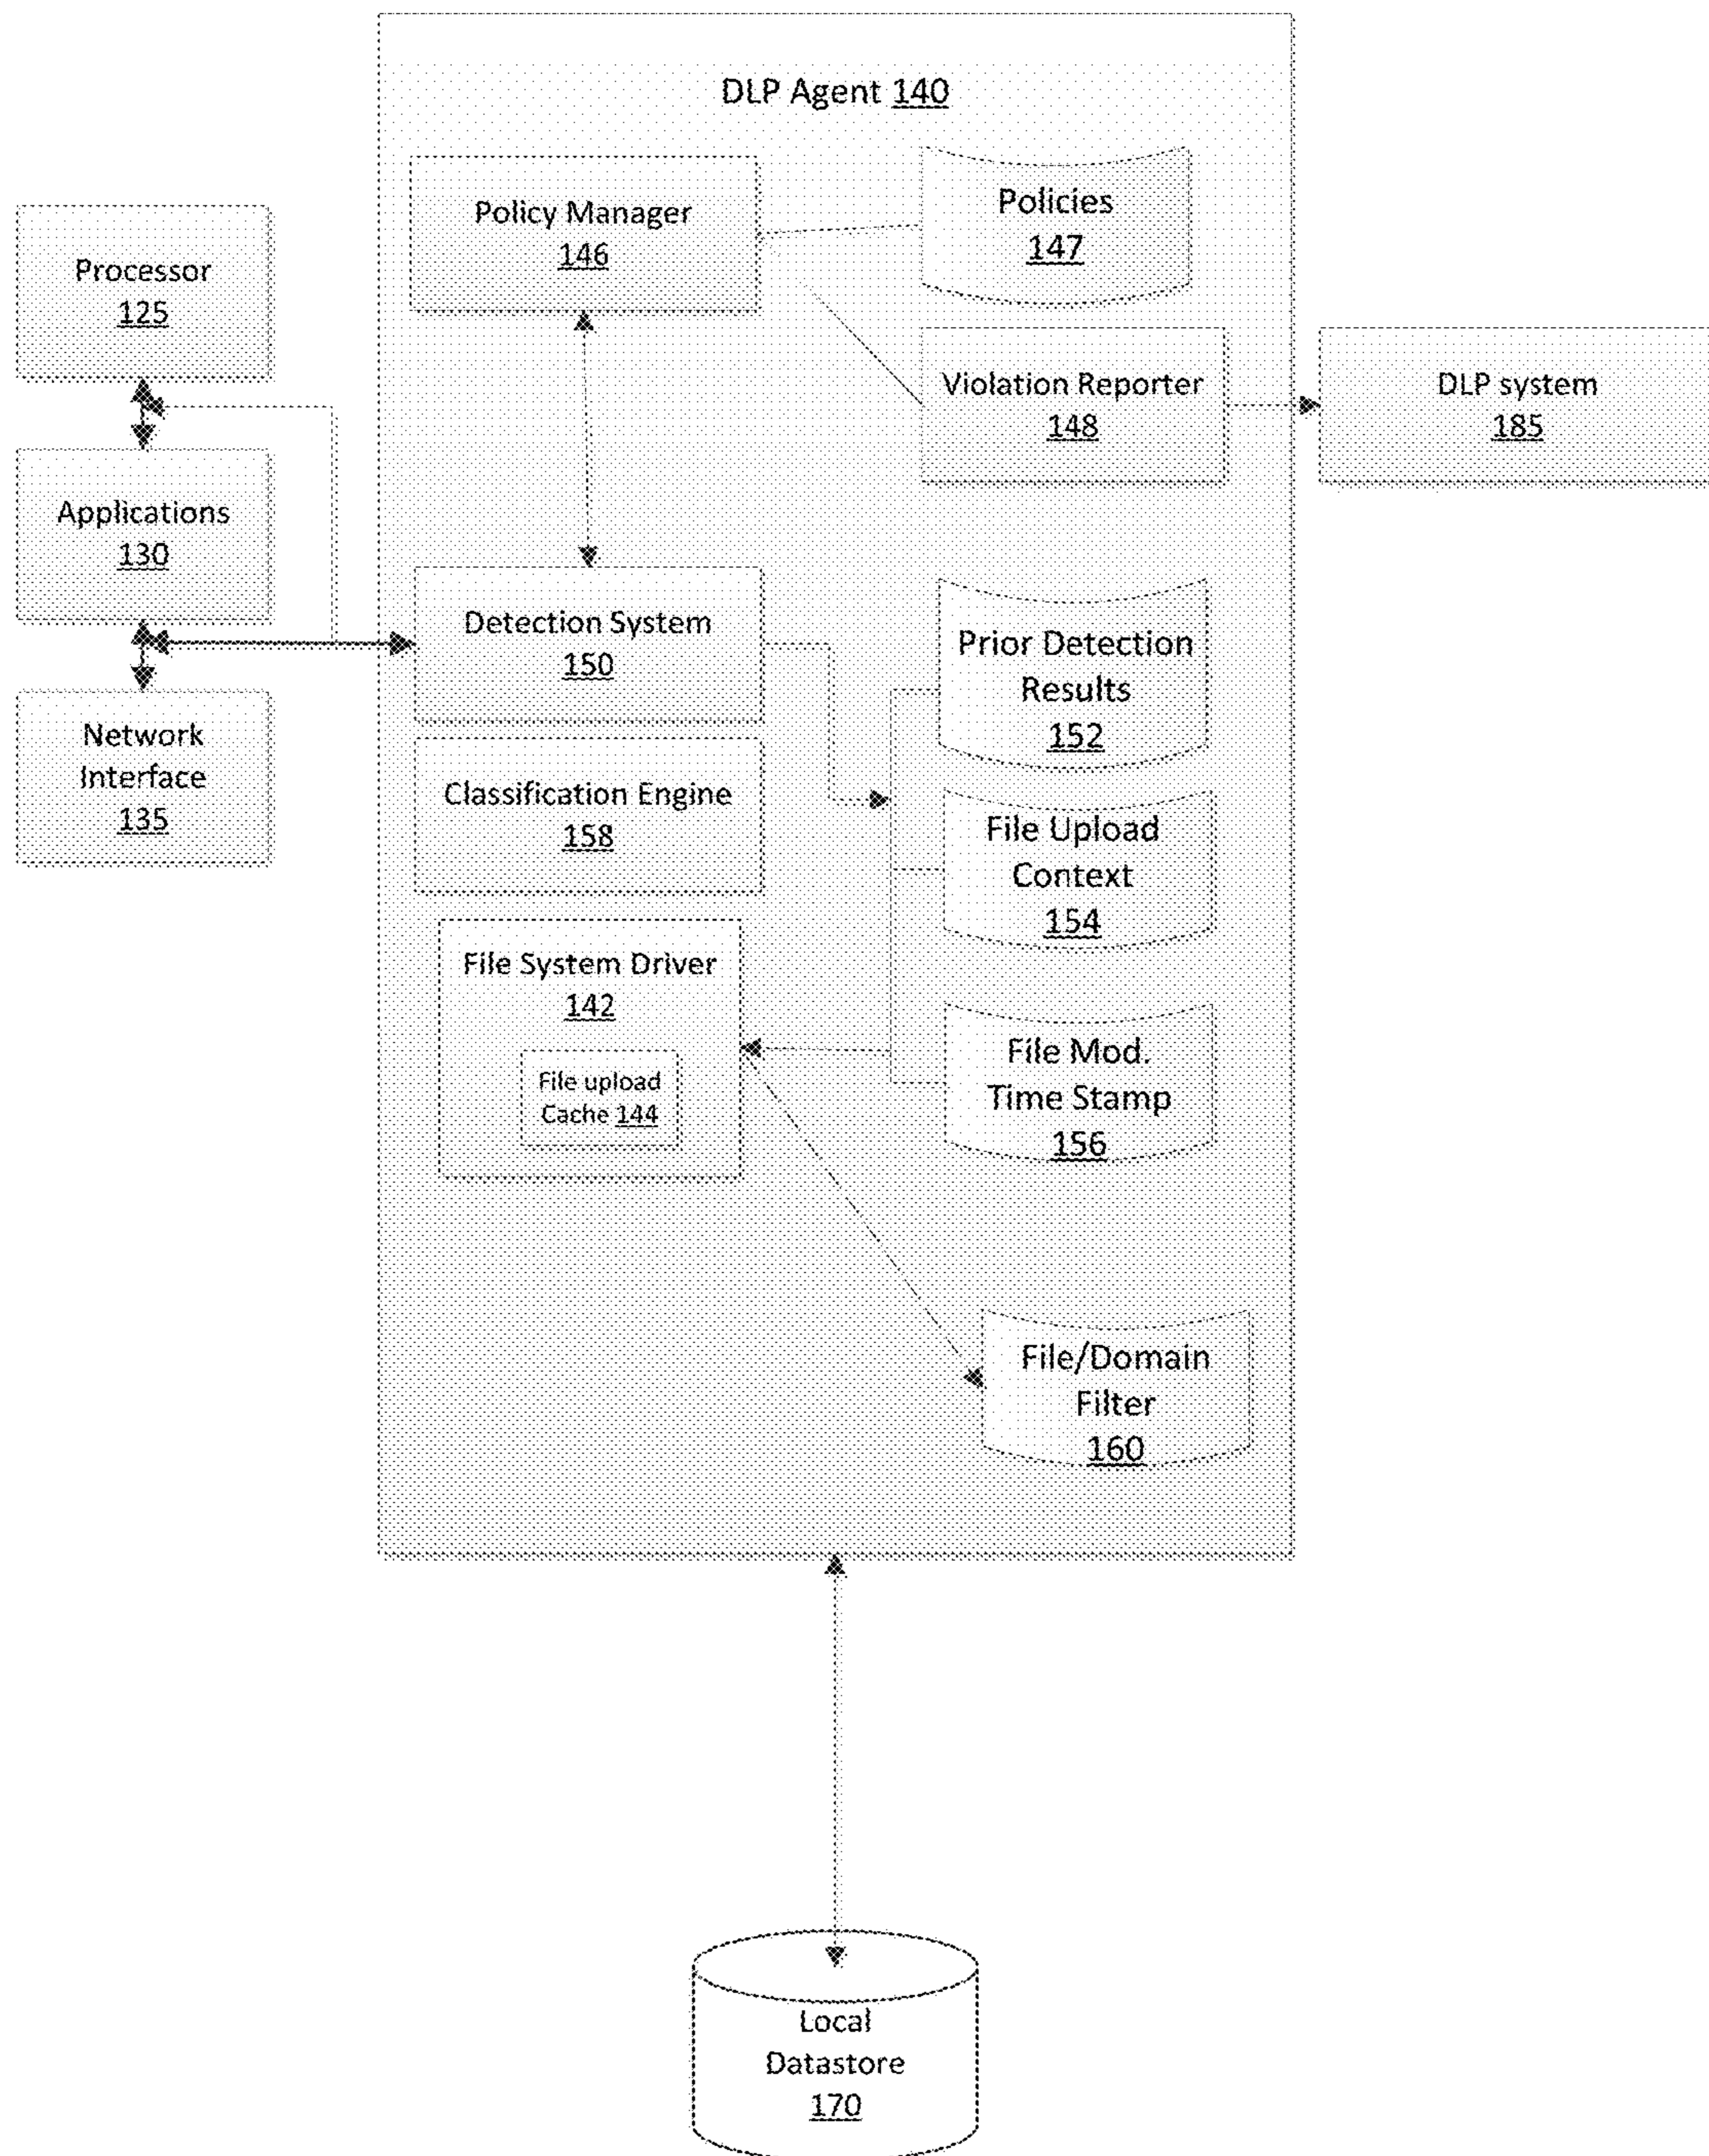 DLP Agent 140
Policy Manager
146
Policies
147
Processor
125
Violation Reporter
148
DLP system
185
Applications
130
Detection System
150
Prior Detection
Results
152
Network
Interface
135
Classification Engine
158
File Upload
Context
154
File System Driver
142
File upload
Cache 144
File Mod.
Time Stamp
156
File/Domain
Filter
160
Local
Datastore
170